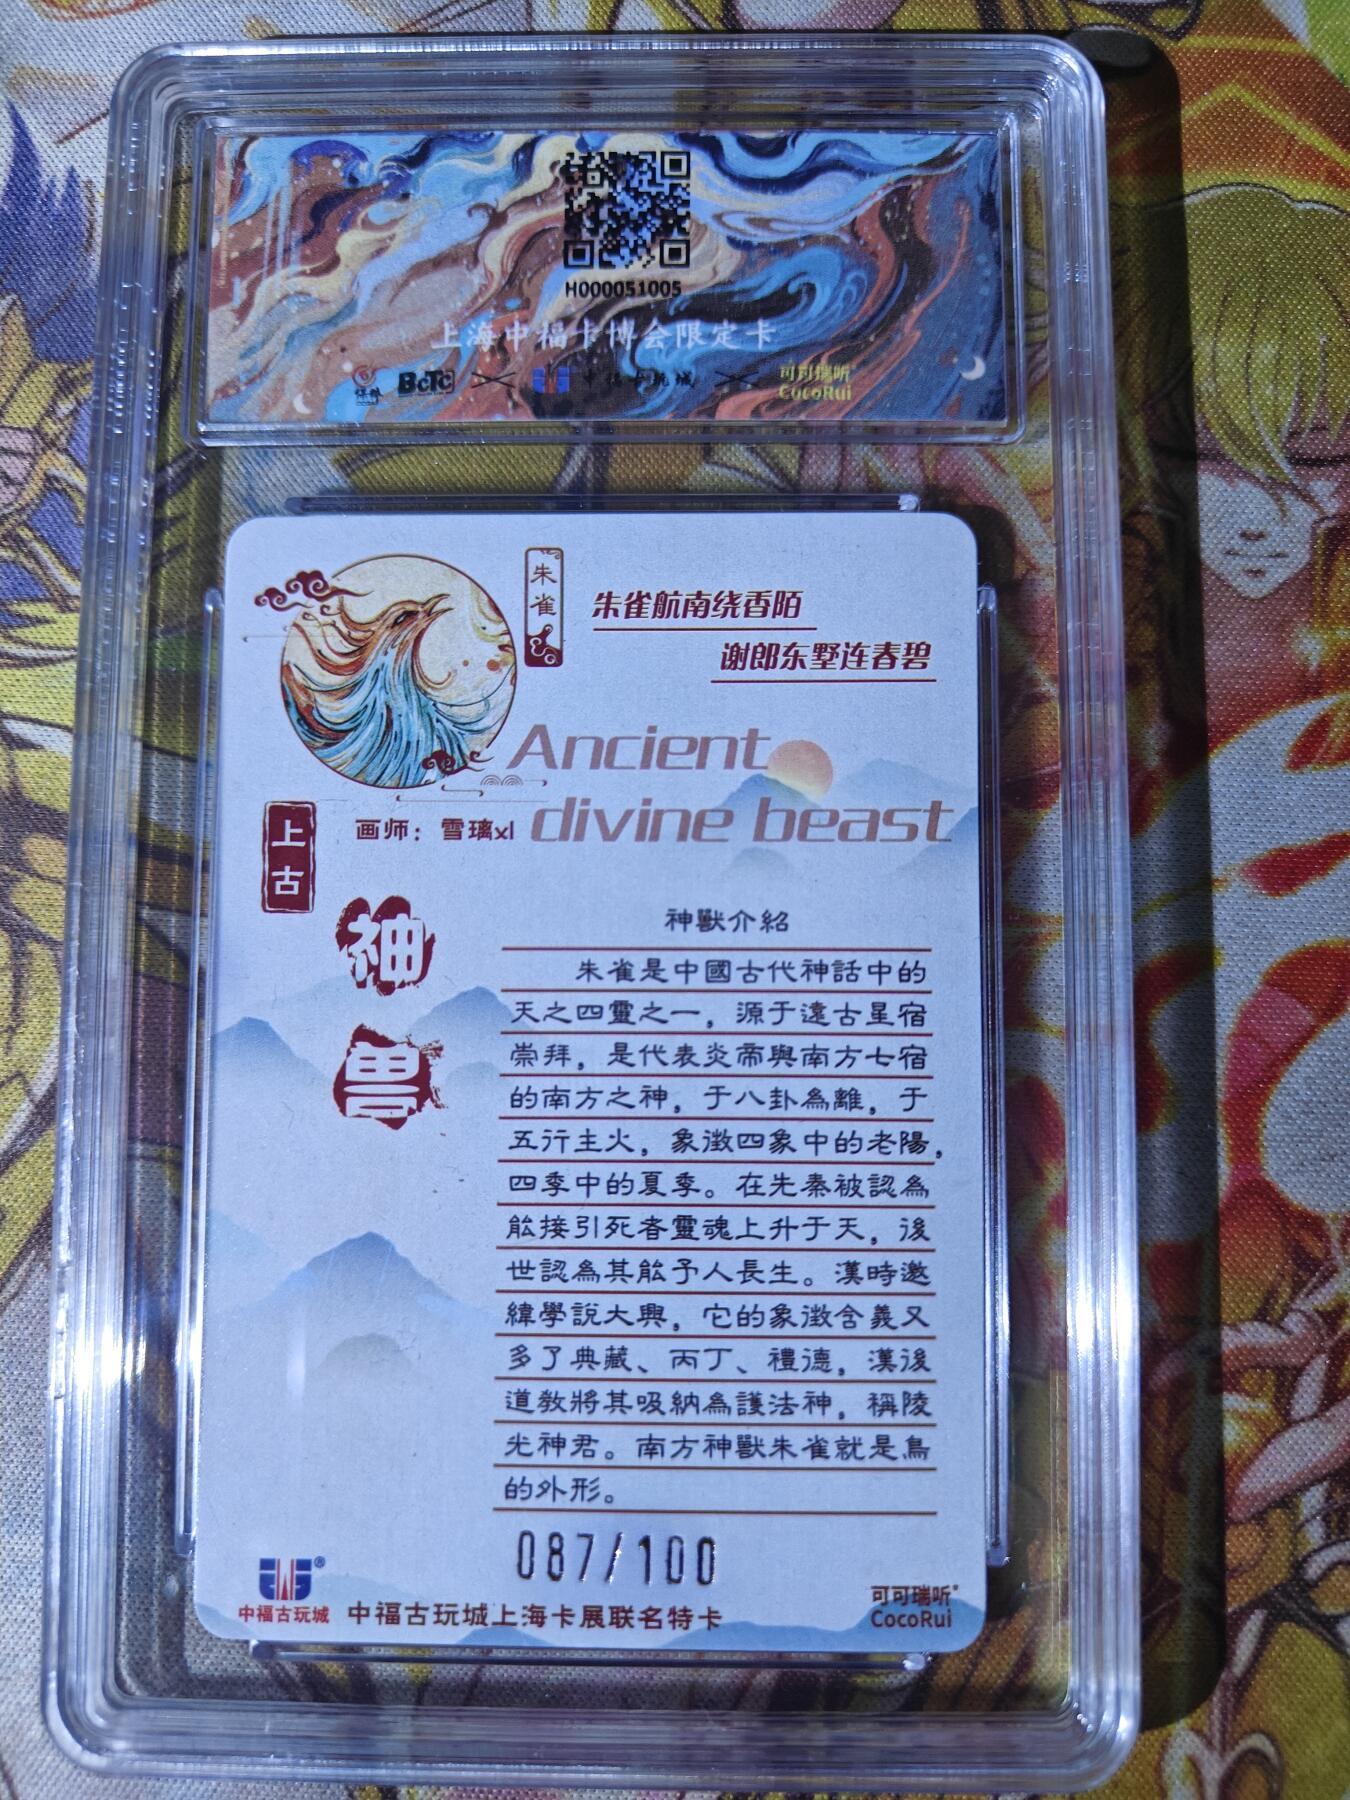 H000051005
上海中福卡博会限定卡
保粹 BCTC × 中福古玩城 × 可可瑞听
CocoRui
朱雀
朱雀航南绕香陌
谢郎东墅连春碧
Ancient
divine beast
画师：雪璃xl
上古
神兽
神獸介紹
朱雀是中國古代神話中的
天之四靈之一，源于遠古星宿
崇拜，是代表炎帝與南方七宿
的南方之神，于八卦為離，于
五行主火，象徵四象中的老陽，
四季中的夏季。在先秦被認為
能接引死者靈魂上升于天，後
世認為其能予人長生。漢時邀
緯學說大興，它的象徵含義又
多了典藏、丙丁、禮德，漢後
道教將其吸納為護法神，稱陵
光神君。南方神獸朱雀就是鳥
的外形。
087/100
中福古玩城
中福古玩城上海卡展联名特卡
可可瑞听®
CocoRui